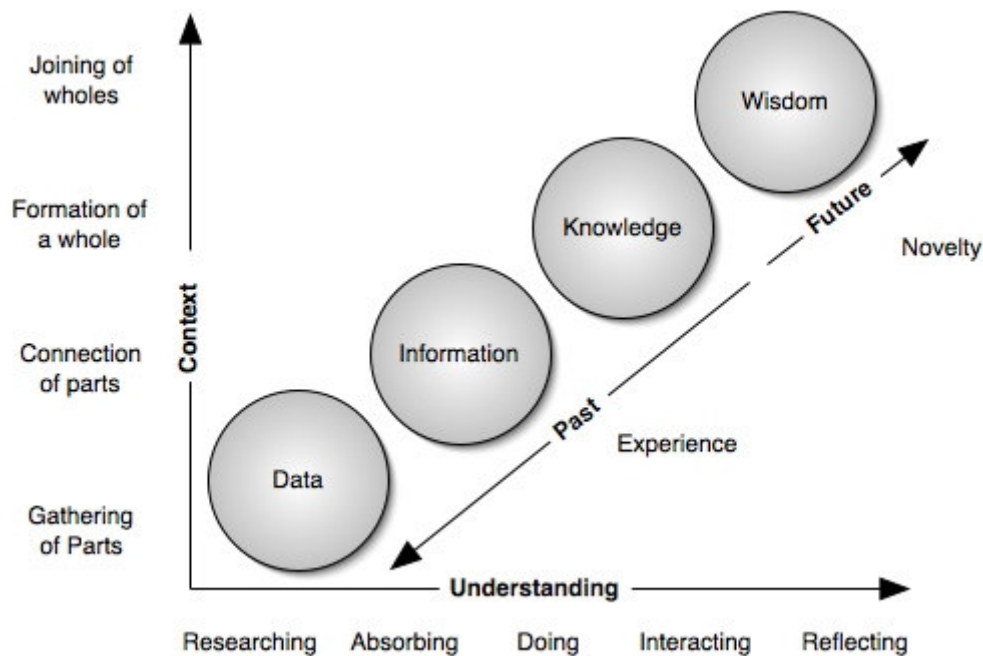 Joining of
wholes
Wisdom
Formation of
a whole
Knowledge
Future
Novelty
Context
Connection
of parts
Information
Past
Experience
Data
Gathering
of Parts
Understanding
Researching Absorbing Doing Interacting Reflecting